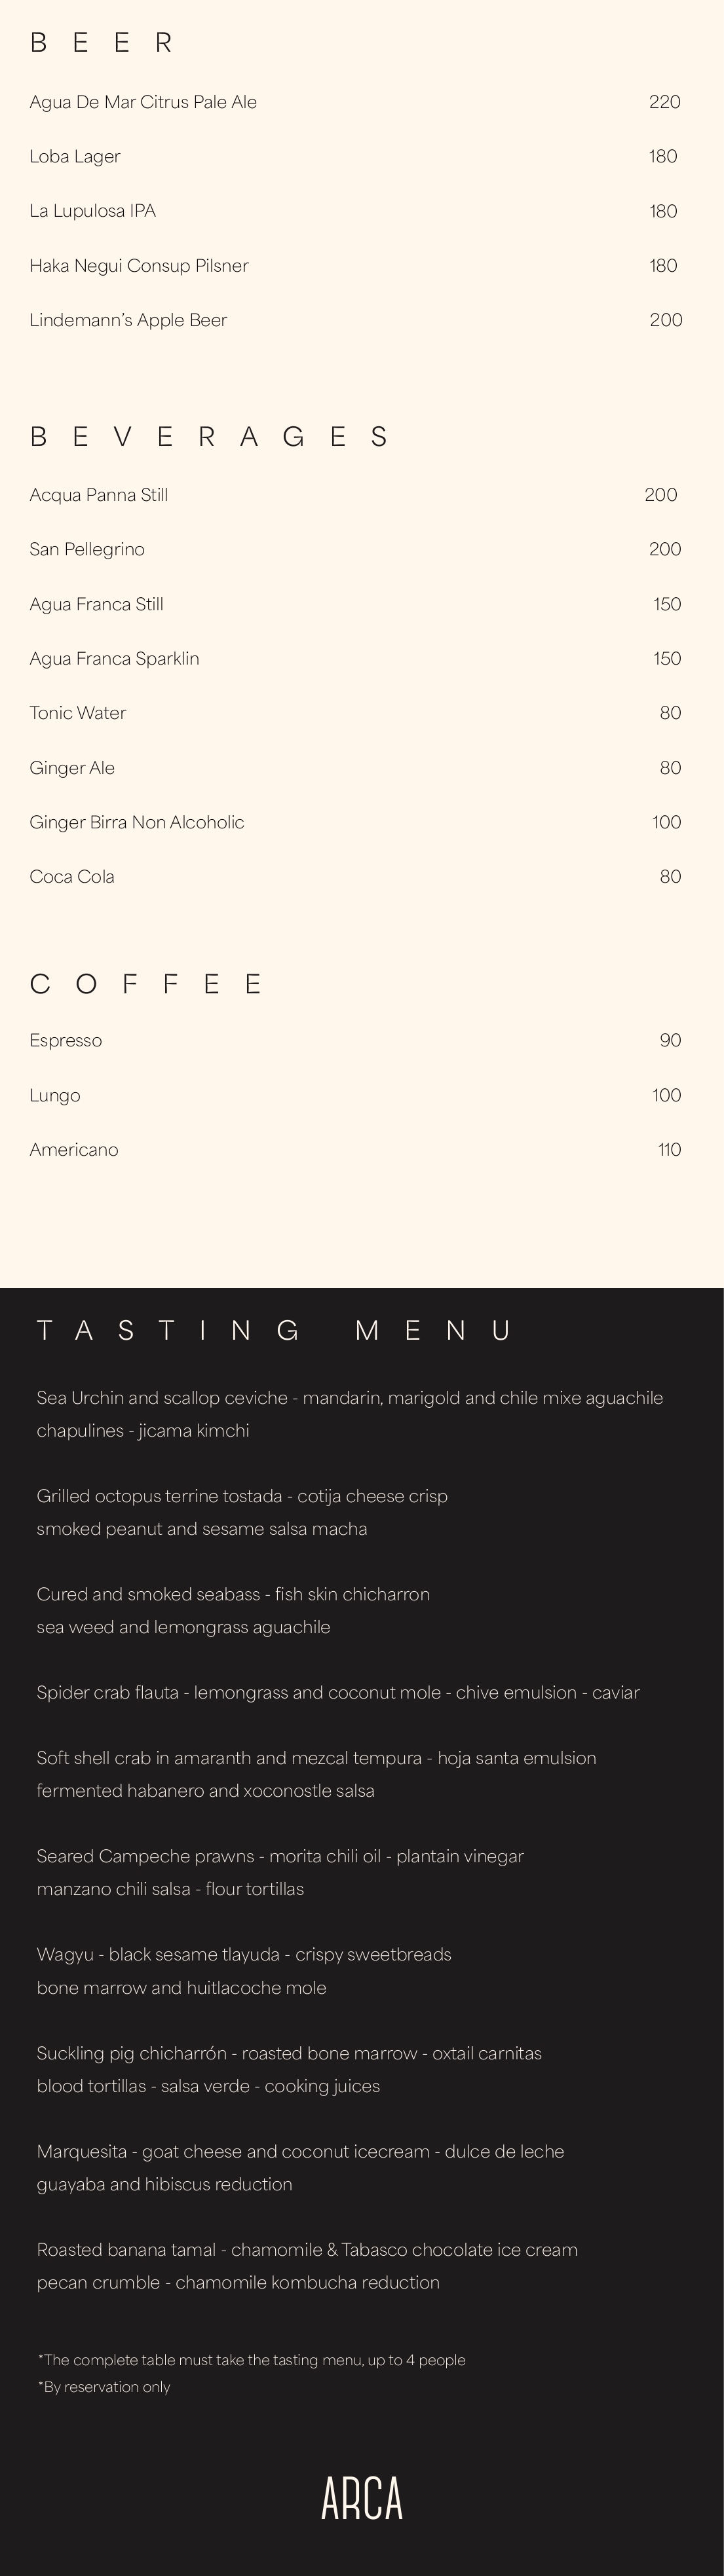 BEER
Agua De Mar Citrus Pale Ale 220
Loba Lager 180
La Lupulosa IPA 180
Haka Negui Consup Pilsner 180
Lindemann’s Apple Beer 200
BEVERAGES
Acqua Panna Still 200
San Pellegrino 200
Agua Franca Still 150
Agua Franca Sparklin 150
Tonic Water 80
Ginger Ale 80
Ginger Birra Non Alcoholic 100
Coca Cola 80
COFFEE
Espresso 90
Lungo 100
Americano 110
TASTING MENU
Sea Urchin and scallop ceviche - mandarin, marigold and chile mixe aguachile
chapulines - jicama kimchi
Grilled octopus terrine tostada - cotija cheese crisp
smoked peanut and sesame salsa macha
Cured and smoked seabass - fish skin chicharron
sea weed and lemongrass aguachile
Spider crab flauta - lemongrass and coconut mole - chive emulsion - caviar
Soft shell crab in amaranth and mezcal tempura - hoja santa emulsion
fermented habanero and xoconostle salsa
Seared Campeche prawns - morita chili oil - plantain vinegar
manzano chili salsa - flour tortillas
Wagyu - black sesame tlayuda - crispy sweetbreads
bone marrow and huitlacoche mole
Suckling pig chicharrón - roasted bone marrow - oxtail carnitas
blood tortillas - salsa verde - cooking juices
Marquesita - goat cheese and coconut icecream - dulce de leche
guayaba and hibiscus reduction
Roasted banana tamal - chamomile & Tabasco chocolate ice cream
pecan crumble - chamomile kombucha reduction
*The complete table must take the tasting menu, up to 4 people
*By reservation only
ARCA